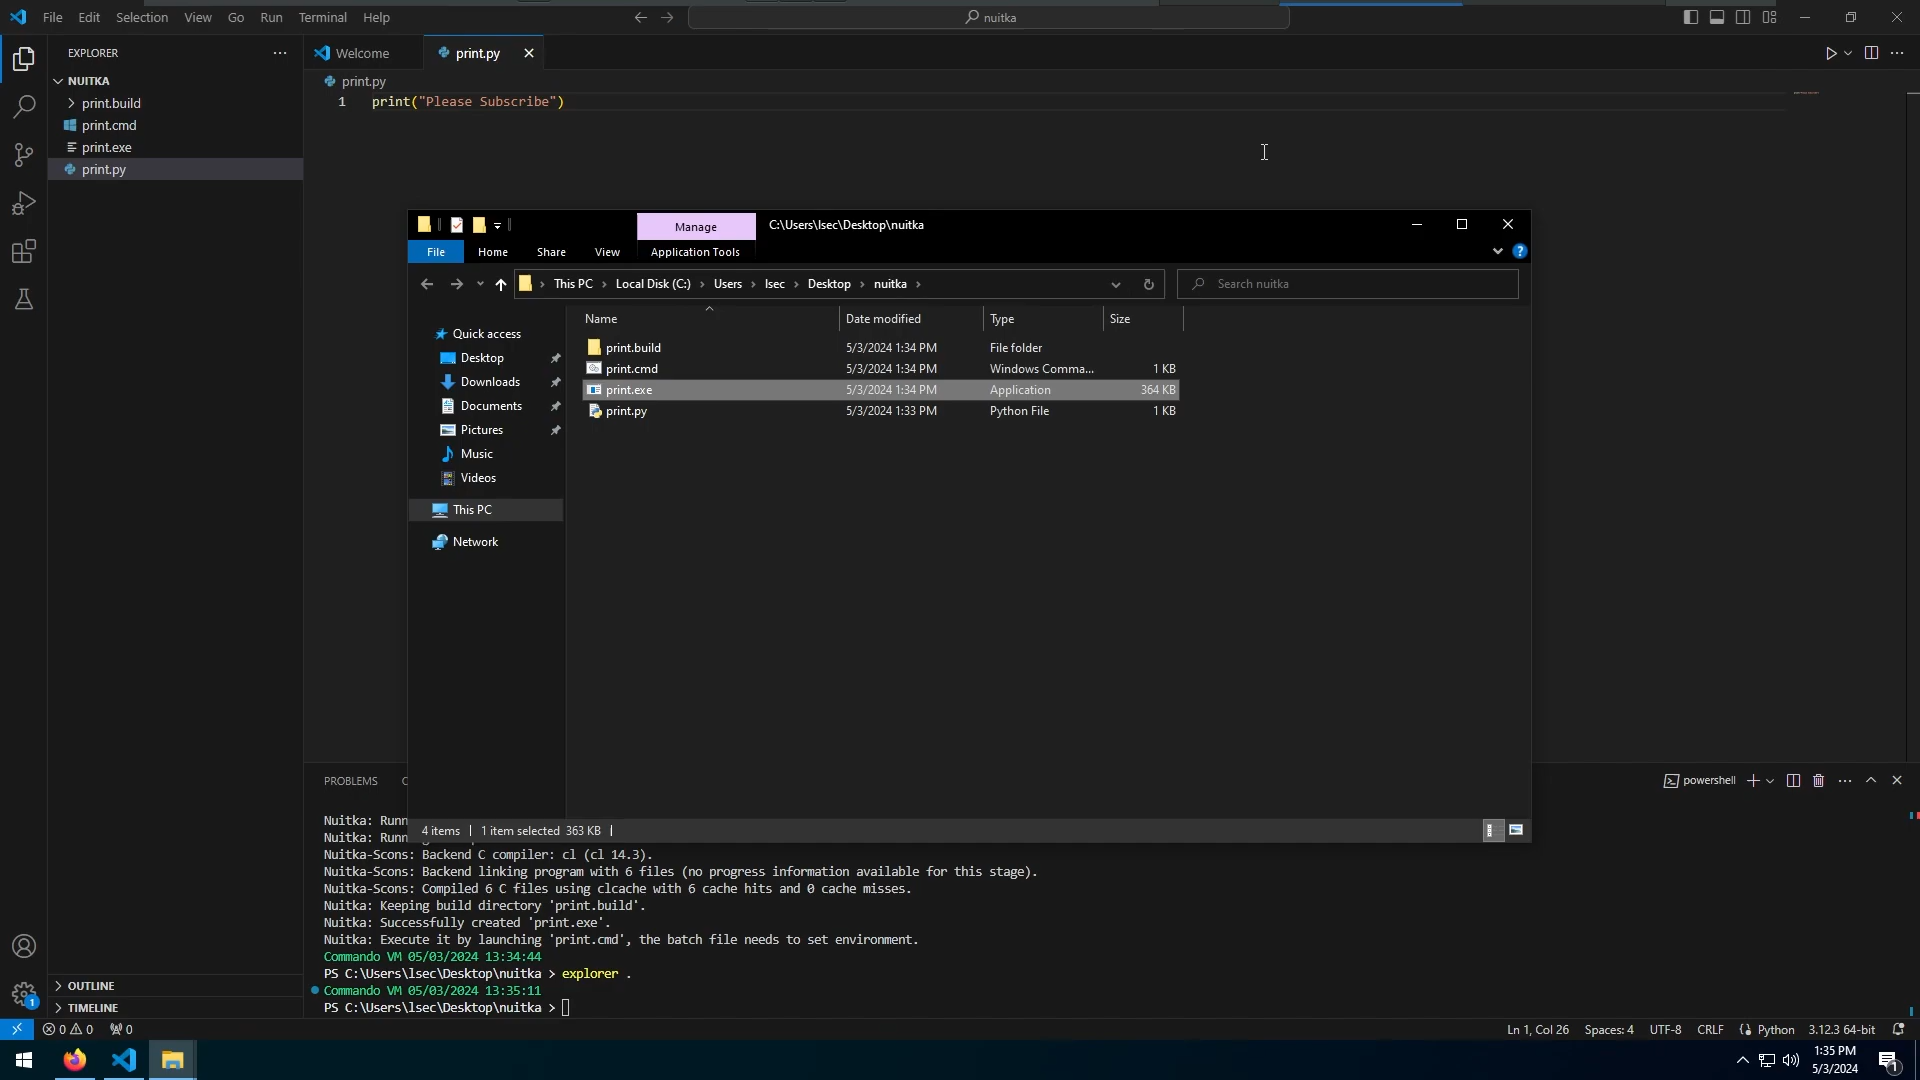 File Edit Selection View Go Run Terminal Help
nuitka
EXPLORER
Welcome
print.py
NUITKA
print.build
print.cmd
print.exe
print.py
print.py
1 print("Please Subscribe")
Manage
C:\Users\lsec\Desktop\nuitka
File Home Share View Application Tools
This PC Local Disk (C:) Users lsec Desktop nuitka
Search nuitka
Name Date modified Type Size
print.build 5/3/2024 1:34 PM File folder
print.cmd 5/3/2024 1:34 PM Windows Comma... 1 KB
print.exe 5/3/2024 1:34 PM Application 364 KB
print.py 5/3/2024 1:33 PM Python File 1 KB
Quick access
Desktop
Downloads
Documents
Pictures
Music
Videos
This PC
Network
4 items 1 item selected 363 KB
PROBLEMS
powershell
Nuitka: Runn
Nuitka: Runn
Nuitka-Scons: Backend C compiler: cl (cl 14.3).
Nuitka-Scons: Backend linking program with 6 files (no progress information available for this stage).
Nuitka-Scons: Compiled 6 C files using clcache with 6 cache hits and 0 cache misses.
Nuitka: Keeping build directory 'print.build'.
Nuitka: Successfully created 'print.exe'.
Nuitka: Execute it by launching 'print.cmd', the batch file needs to set environment.
Commando VM 05/03/2024 13:34:44
PS C:\Users\lsec\Desktop\nuitka > explorer .
Commando VM 05/03/2024 13:35:11
PS C:\Users\lsec\Desktop\nuitka >
OUTLINE
TIMELINE
1
0 0 0
Ln 1, Col 26 Spaces: 4 UTF-8 CRLF Python 3.12.3 64-bit
1:35 PM
5/3/2024
1